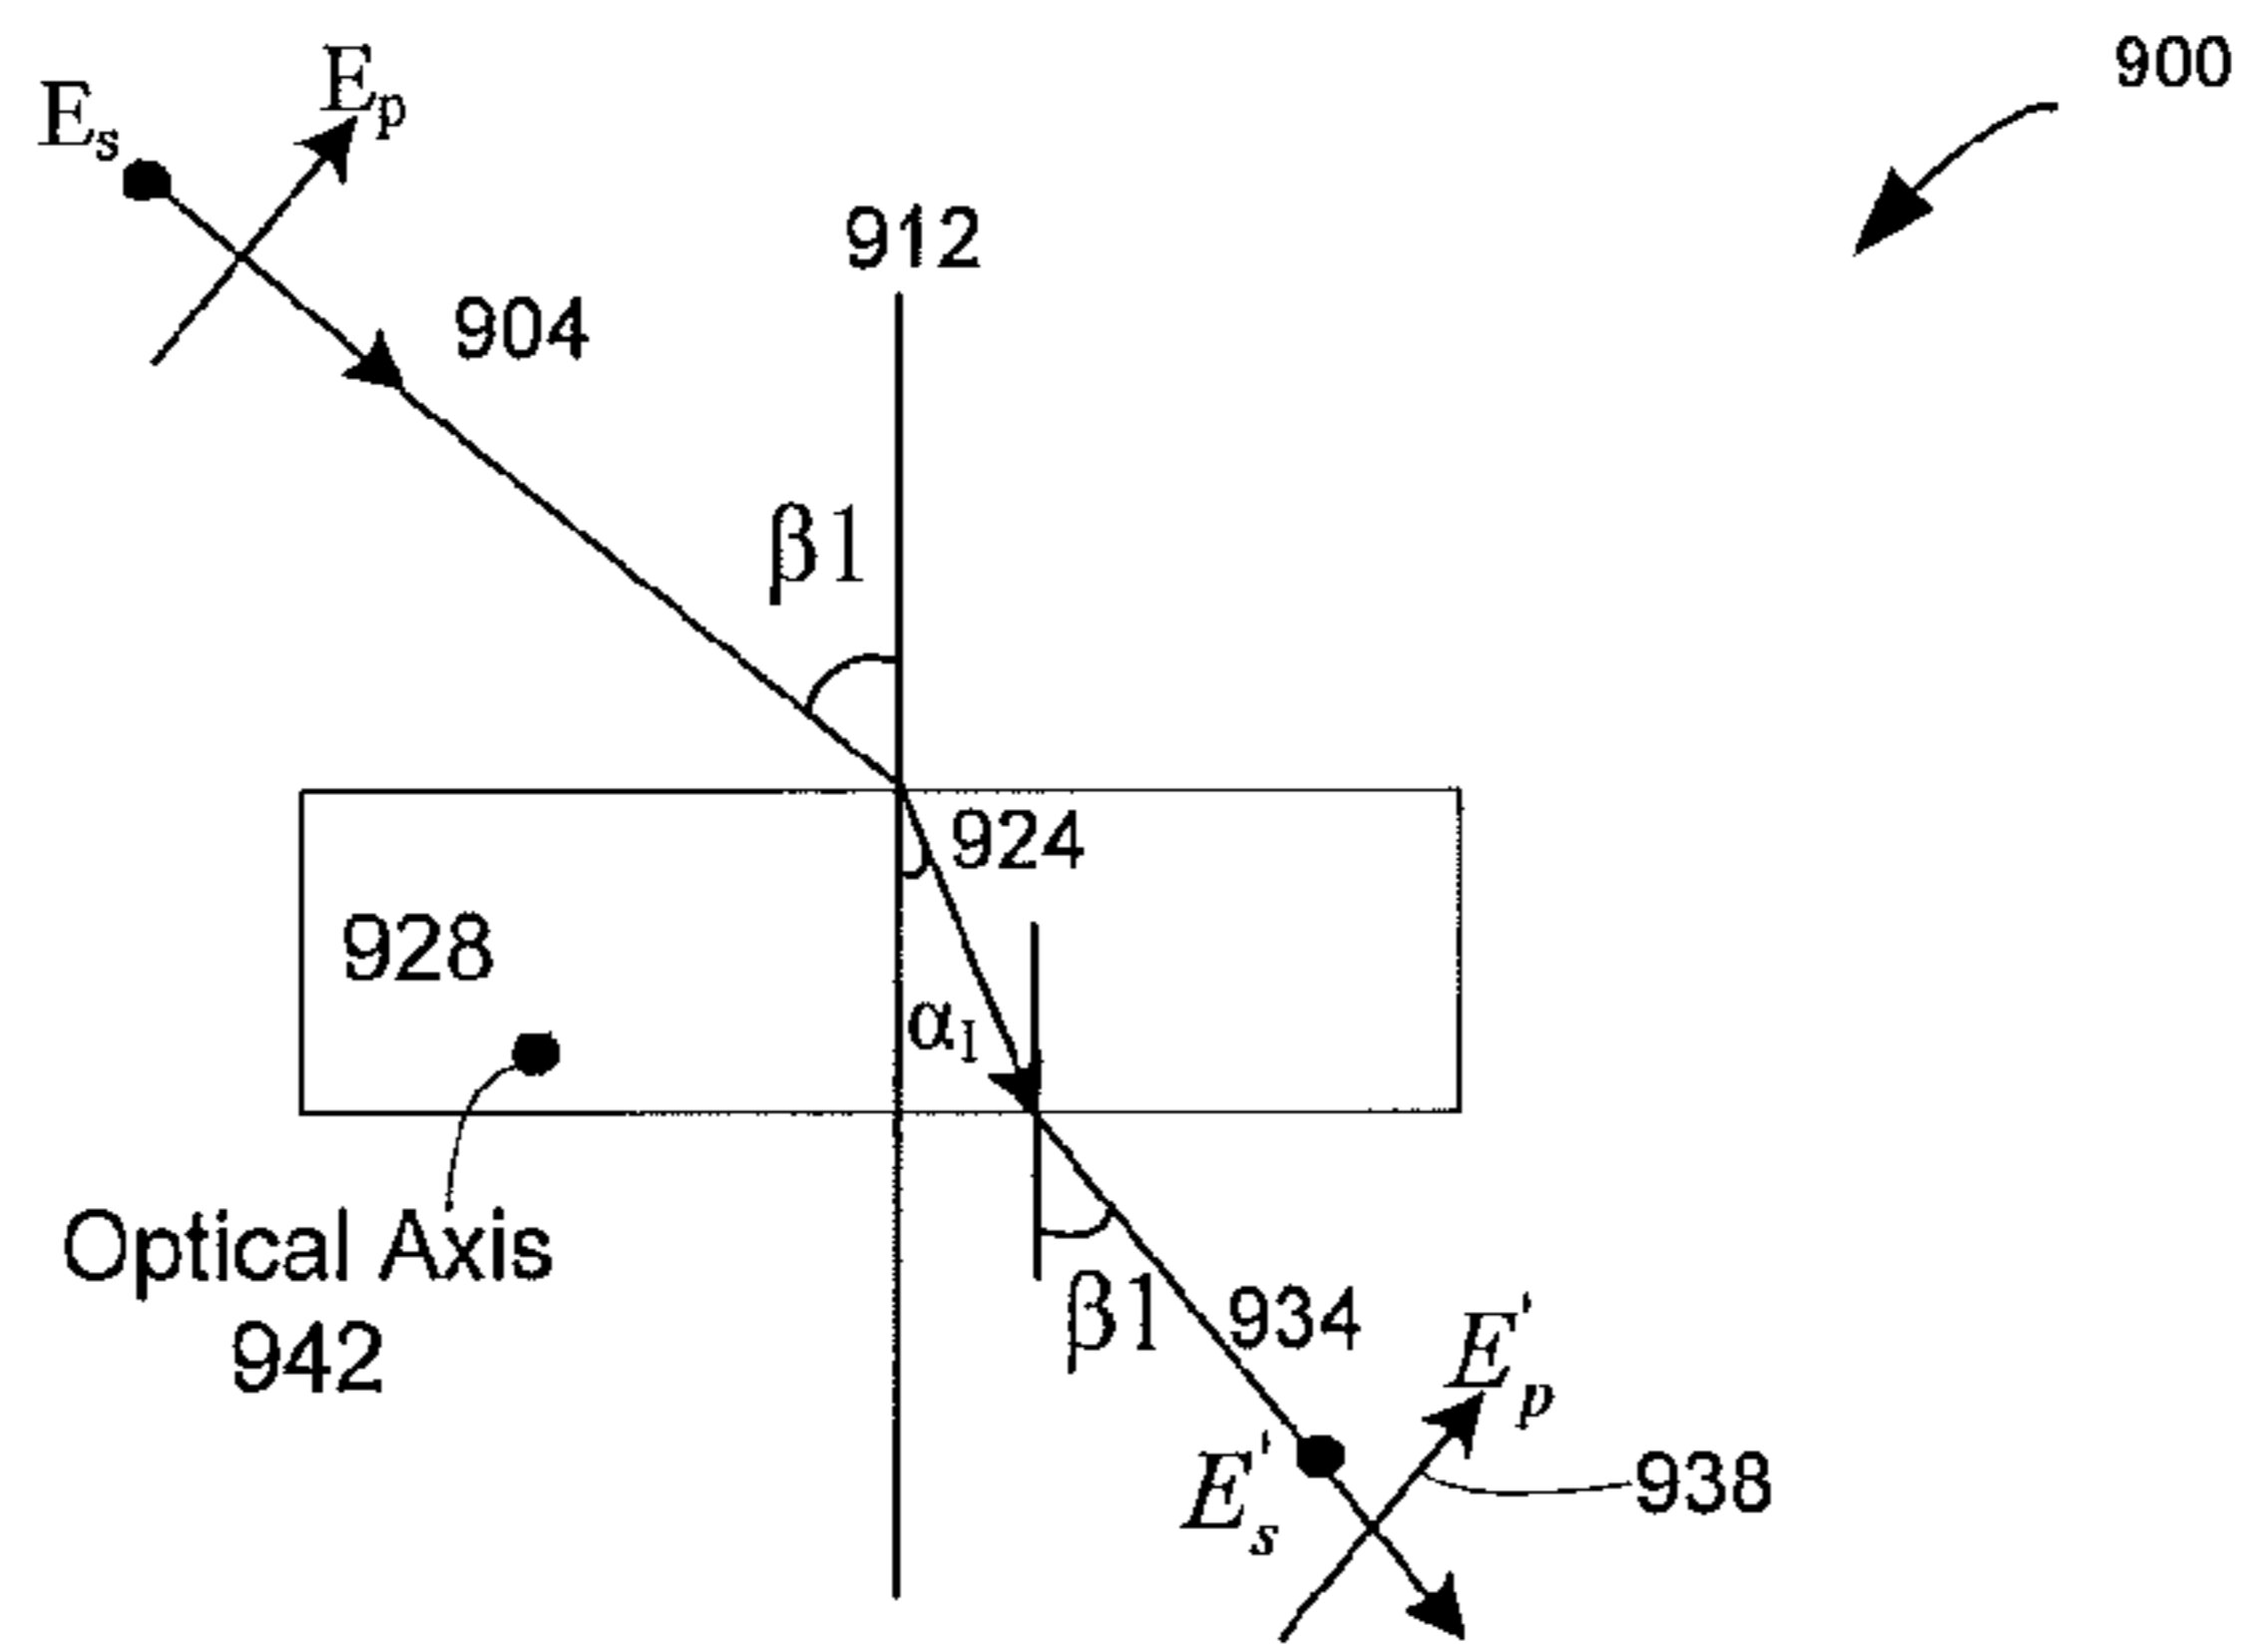 900
Eₛ
Eₚ
912
904
β1
924
928
α₁
Optical Axis
942
β1
934
E'ₚ
E'ₛ
938